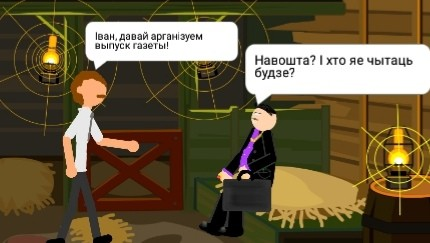 Іван, давай арганізуем
выпуск газеты!
Навошта? І хто яе чытаць
будзе?